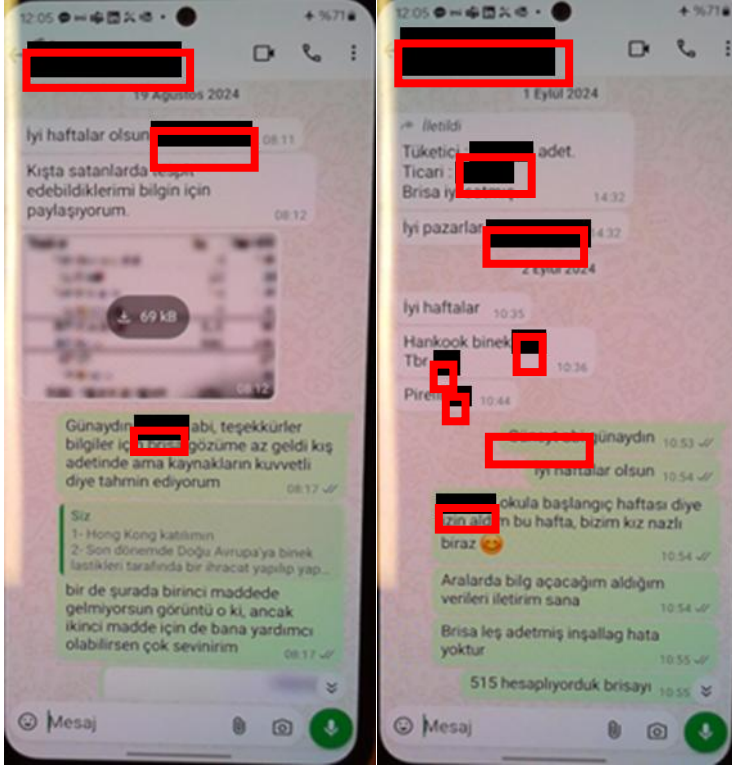 12:05
%71
19 Ağustos 2024
İyi haftalar olsun
08:11
Kışta satanlarda tespit
edebildiklerimi bilgin için
paylaşıyorum.
08:12
69 kB
08:12
Günaydın abi, teşekkürler
bilgiler için brisa gözüme az geldi kış
adetinde ama kaynakların kuvvetli
diye tahmin ediyorum
08:17
Siz
1- Hong Kong katılımın
2- Son dönemde Doğu Avrupa'ya binek
lastikleri tarafında bir ihracat yapılıp yap...
bir de şurada birinci maddede
gelmiyorsun görüntü o ki, ancak
ikinci madde için de bana yardımcı
olabilirsen çok sevinirim
08:17
Mesaj
12:05
%71
1 Eylül 2024
İletildi
Tüketici : adet.
Ticari :
Brisa iyi satmış
14:32
İyi pazarlar
14:32
2 Eylül 2024
İyi haftalar
10:35
Hankook binek
Tbr
10:36
Pirelli
10:44
günaydın
10:53
İyi haftalar olsun
10:54
okula başlangıç haftası diye
izin aldım bu hafta, bizim kız nazlı
biraz
10:54
Aralarda bilg açacağım aldığım
verileri iletirim sana
10:54
Brisa leş adetmiş inşallag hata
yoktur
10:55
515 hesaplıyorduk brisayı
10:55
Mesaj